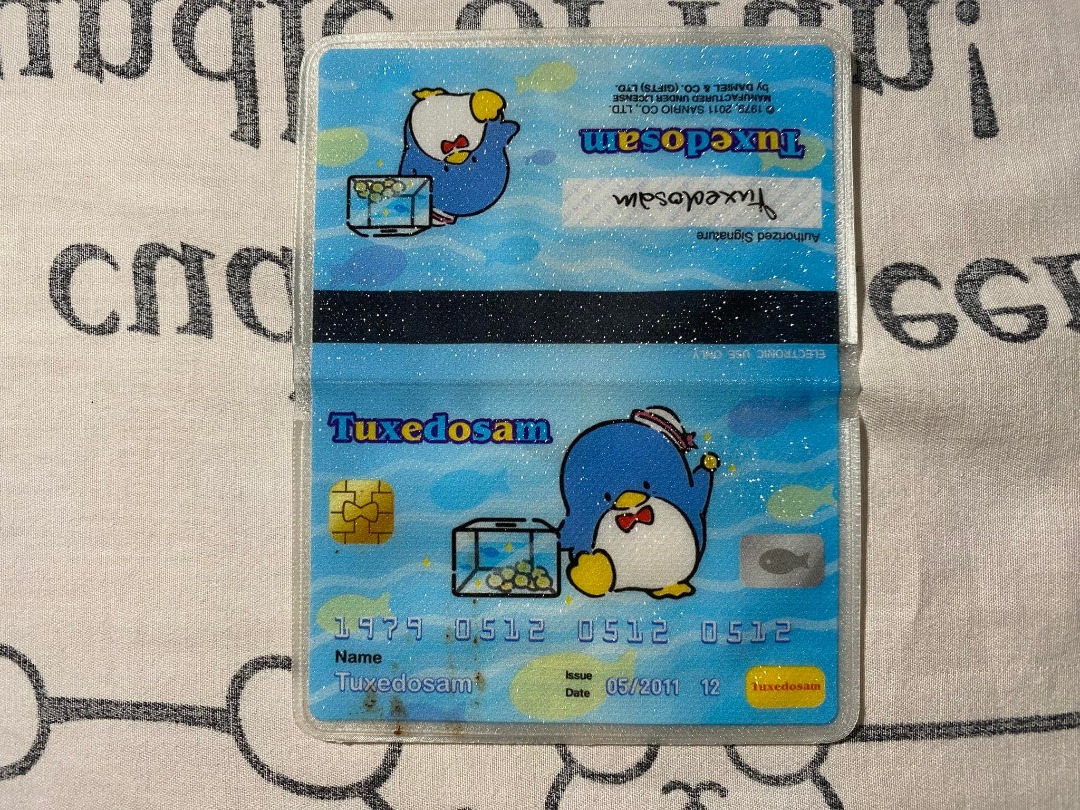 ELECTRONIC USE ONLY
Authorized Signature
Tuxedosam
Tuxedosam
© 1979, 2011 SANRIO CO., LTD.
MANUFACTURED UNDER LICENSE
by DANIEL & CO. (GIFTS) LTD.
Tuxedosam
1979 0512 0512 0512
Name
Tuxedosam
Issue
Date
05/2011 12
Tuxedosam